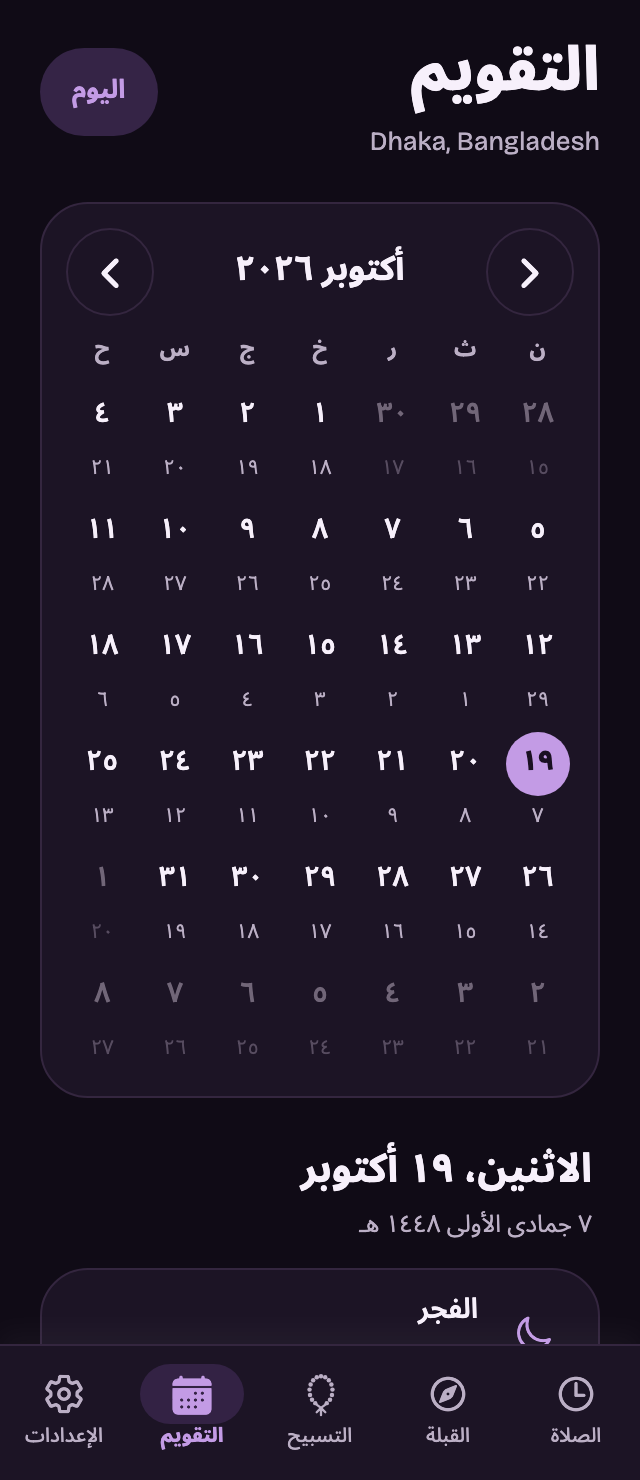 التقويم
اليوم
Dhaka, Bangladesh
أكتوبر ٢٠٢٦
ن ث ر خ ج س ح
٢٨ ٢٩ ٣٠ ١ ٢ ٣ ٤
١٥ ١٦ ١٧ ١٨ ١٩ ٢٠ ٢١
٥ ٦ ٧ ٨ ٩ ١٠ ١١
٢٢ ٢٣ ٢٤ ٢٥ ٢٦ ٢٧ ٢٨
١٢ ١٣ ١٤ ١٥ ١٦ ١٧ ١٨
٢٩ ١ ٢ ٣ ٤ ٥ ٦
١٩ ٢٠ ٢١ ٢٢ ٢٣ ٢٤ ٢٥
٧ ٨ ٩ ١٠ ١١ ١٢ ١٣
٢٦ ٢٧ ٢٨ ٢٩ ٣٠ ٣١ ١
١٤ ١٥ ١٦ ١٧ ١٨ ١٩ ٢٠
٢ ٣ ٤ ٥ ٦ ٧ ٨
٢١ ٢٢ ٢٣ ٢٤ ٢٥ ٢٦ ٢٧
الاثنين، ١٩ أكتوبر
٧ جمادى الأولى ١٤٤٨ هـ
الفجر
الصلاة القبلة التسبيح التقويم الإعدادات